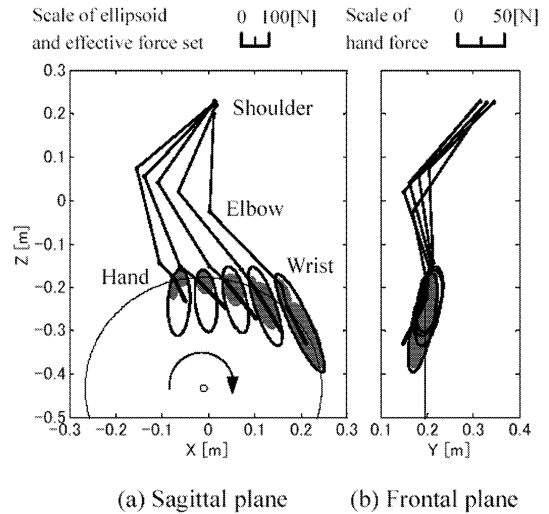 Scale of ellipsoid 0 100[N]
and effective force set
Scale of 0 50[N]
hand force
0.3
0.2
0.1
0
-0.1
-0.2
-0.3
-0.4
-0.5
Z [m]
Shoulder
Elbow
Hand
Wrist
-0.3 -0.2 -0.1 0 0.1 0.2 0.3
X [m]
0.1 0.2 0.3 0.4
Y [m]
(a) Sagittal plane (b) Frontal plane